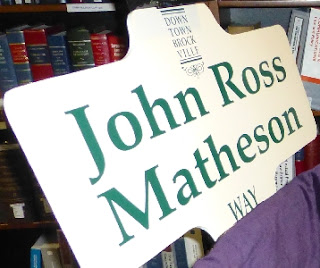 DOWN
TOWN
BROCK
VILLE
John Ross
Matheson
WAY